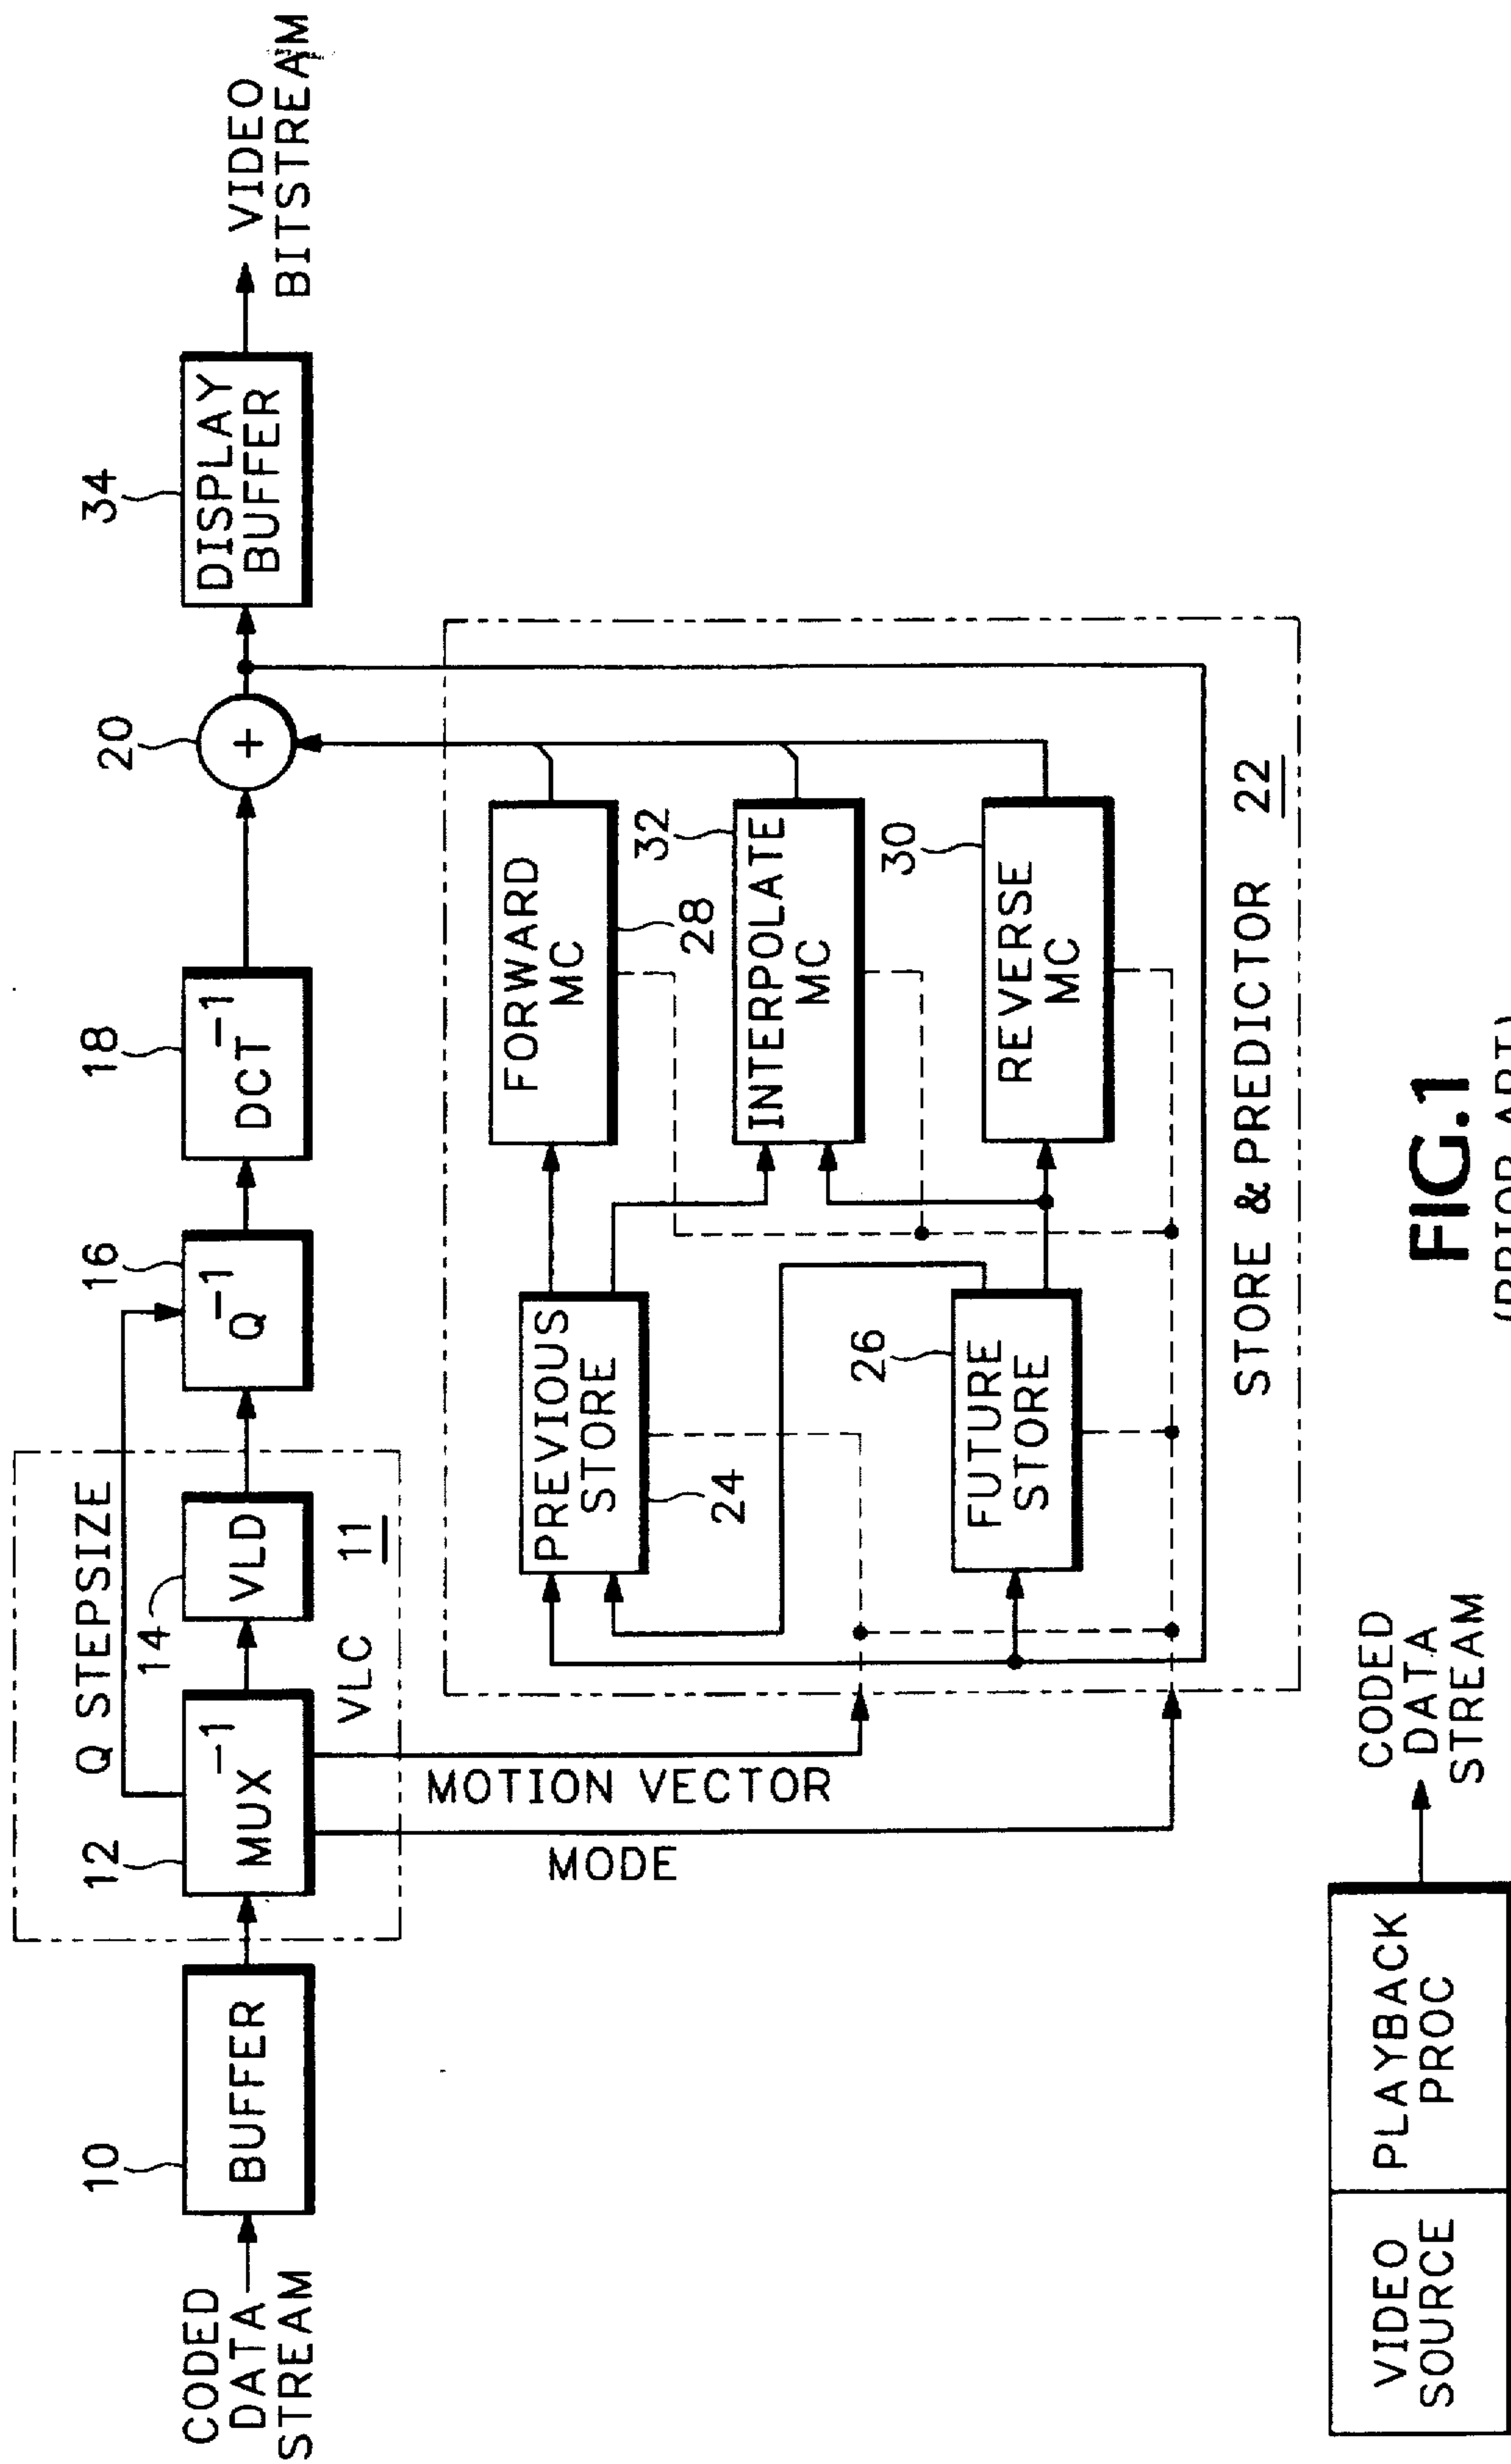 CODED
DATA
STREAM
10
BUFFER
12
MUX⁻¹
Q STEPSIZE
14
VLD
VLC 11
16
Q⁻¹
18
DCT⁻¹
20
+
34
DISPLAY
BUFFER
VIDEO
BITSTREAM
MOTION VECTOR
MODE
PREVIOUS
STORE
24
FORWARD
MC
28
32
INTERPOLATE
MC
26
FUTURE
STORE
30
REVERSE
MC
STORE & PREDICTOR 22
VIDEO
SOURCE
PLAYBACK
PROC
CODED
DATA
STREAM
FIG.1
(PRIOR ART)